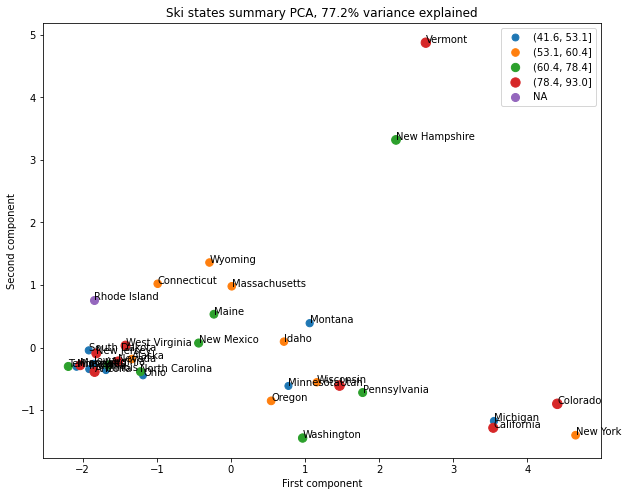 Ski states summary PCA, 77.2% variance explained
(41.6, 53.1]
(53.1, 60.4]
(60.4, 78.4]
(78.4, 93.0]
NA
Vermont
New Hampshire
Wyoming
Connecticut
Massachusetts
Rhode Island
Maine
Montana
Idaho
New Mexico
West Virginia
South Dakota
New Jersey
North Carolina
Ohio
Minnesota
Wisconsin
Utah
Pennsylvania
Oregon
Washington
Colorado
Michigan
California
New York
5
4
3
2
1
0
−1
−2
−1
0
1
2
3
4
Second component
First component